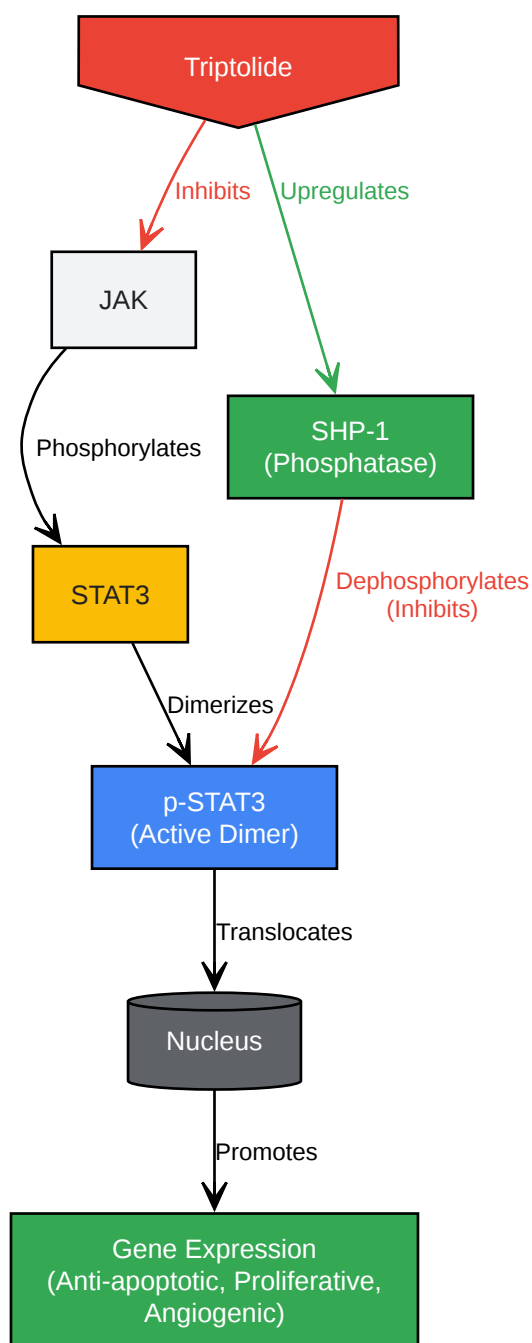 Triptolide
Inhibits
Upregulates
JAK
SHP-1
(Phosphatase)
Phosphorylates
STAT3
Dephosphorylates
(Inhibits)
Dimerizes
p-STAT3
(Active Dimer)
Translocates
Nucleus
Promotes
Gene Expression
(Anti-apoptotic, Proliferative,
Angiogenic)